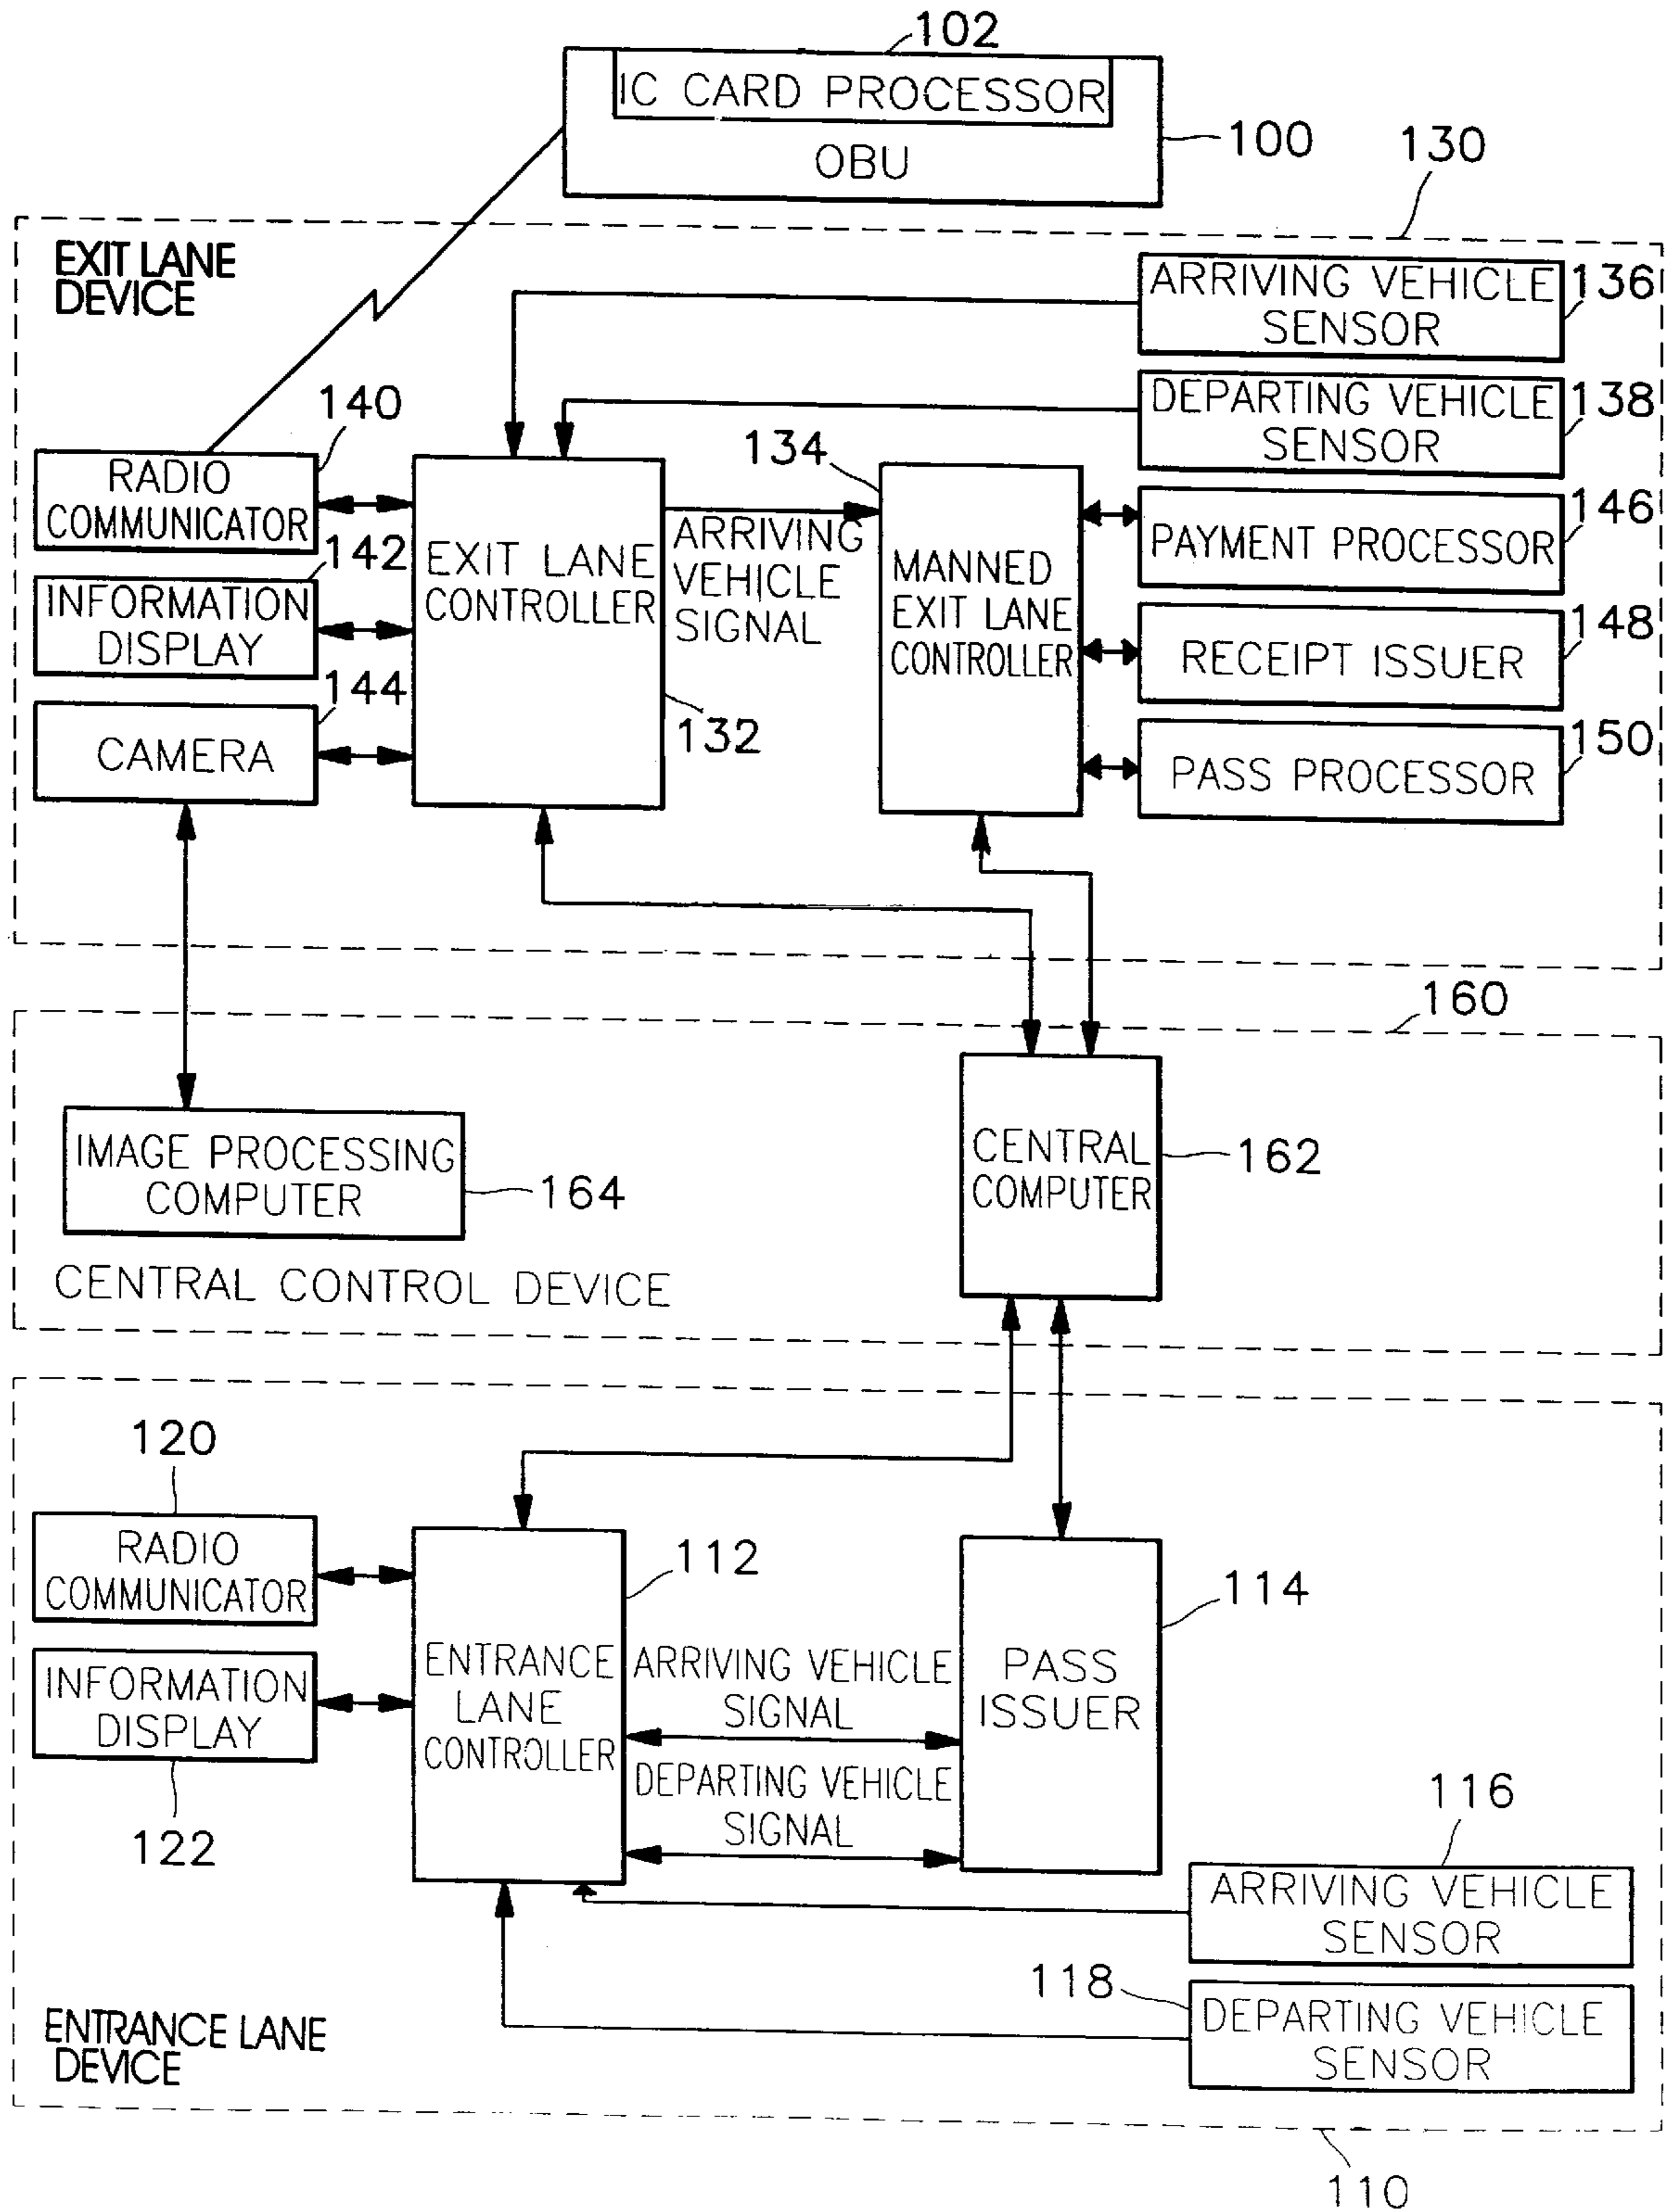 102
IC CARD PROCESSOR
100
OBU
130
EXIT LANE
DEVICE
ARRIVING VEHICLE
SENSOR
136
DEPARTING VEHICLE
SENSOR
138
140
RADIO
COMMUNICATOR
134
142
INFORMATION
DISPLAY
144
CAMERA
EXIT LANE
CONTROLLER
132
ARRIVING
VEHICLE
SIGNAL
MANNED
EXIT LANE
CONTROLLER
146
PAYMENT PROCESSOR
148
RECEIPT ISSUER
150
PASS PROCESSOR
160
IMAGE PROCESSING
COMPUTER
164
CENTRAL
COMPUTER
162
CENTRAL CONTROL DEVICE
120
RADIO
COMMUNICATOR
INFORMATION
DISPLAY
122
112
ENTRANCE
LANE
CONTROLLER
ARRIVING VEHICLE
SIGNAL
DEPARTING VEHICLE
SIGNAL
114
PASS
ISSUER
116
ARRIVING VEHICLE
SENSOR
118
DEPARTING VEHICLE
SENSOR
ENTRANCE LANE
DEVICE
110